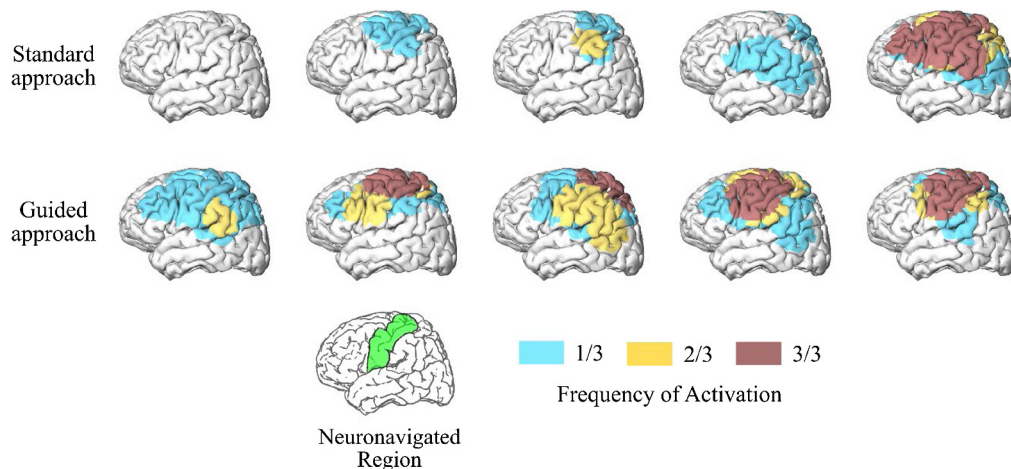 Standard
approach
Guided
approach
1/3
2/3
3/3
Frequency of Activation
Neuronavigated
Region